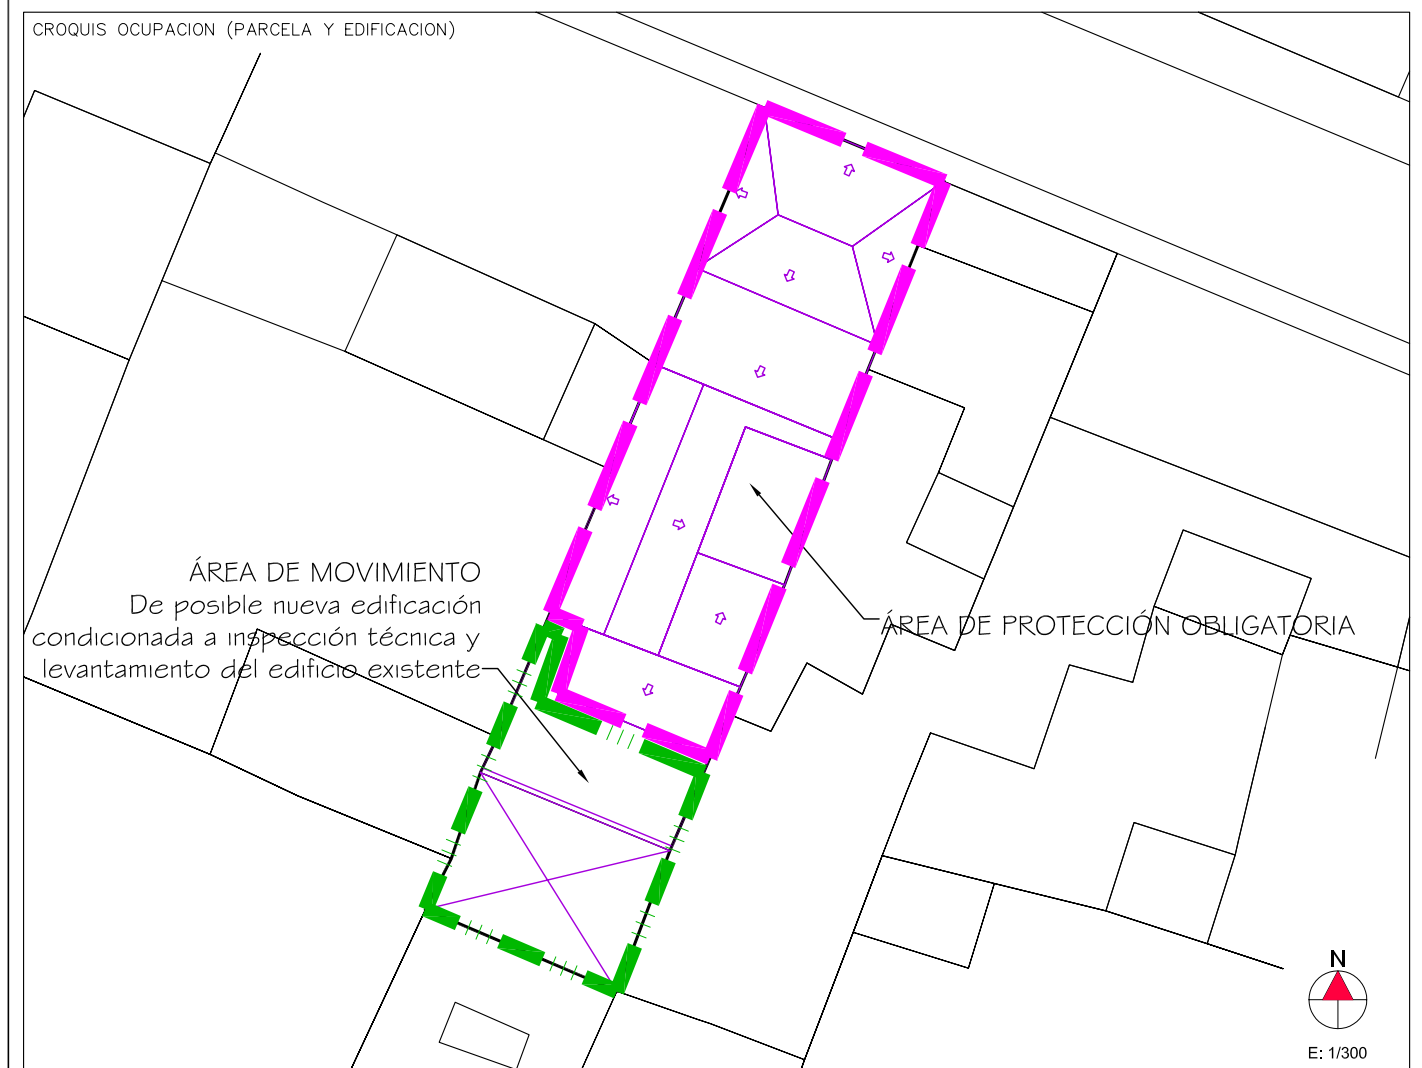 CROQUIS OCUPACION (PARCELA Y EDIFICACION)
ÁREA DE MOVIMIENTO
De posible nueva edificación
condicionada a inspección técnica y
levantamiento del edificio existente
ÁREA DE PROTECCIÓN OBLIGATORIA
N
E: 1/300